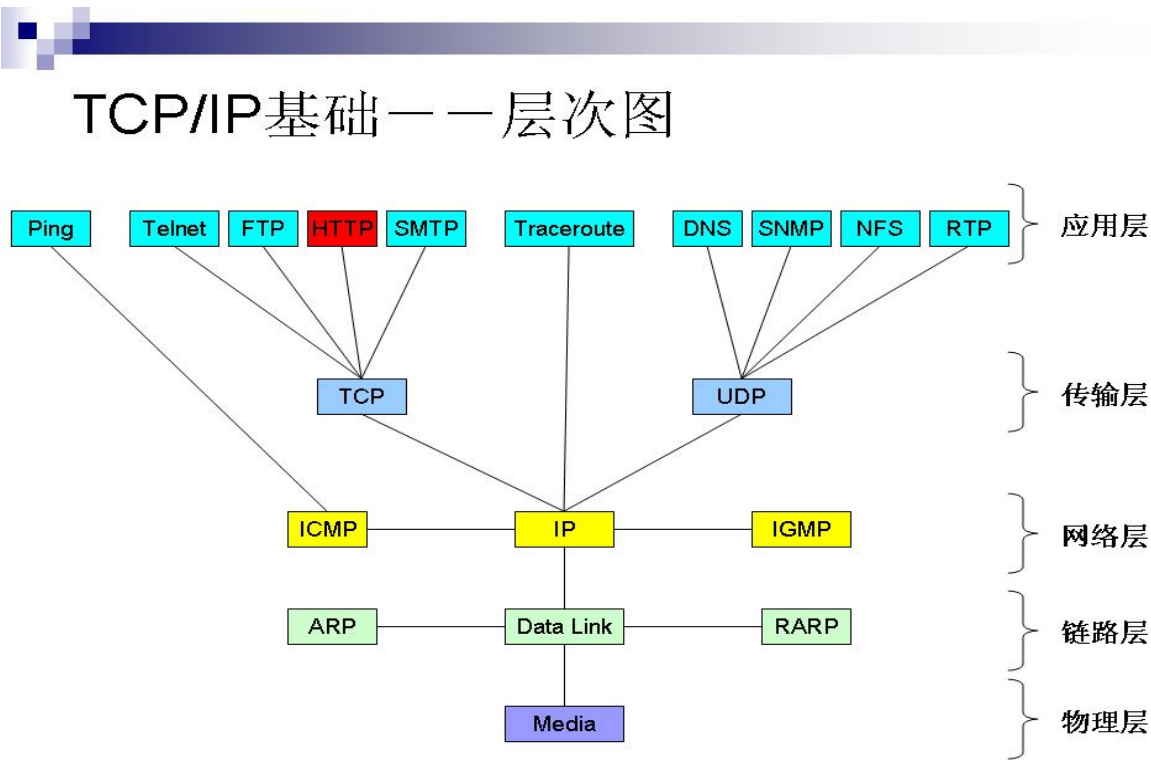 TCP/IP基础－－层次图
Ping Telnet FTP HTTP SMTP Traceroute DNS SNMP NFS RTP 应用层
TCP UDP 传输层
ICMP IP IGMP 网络层
ARP Data Link RARP 链路层
Media 物理层